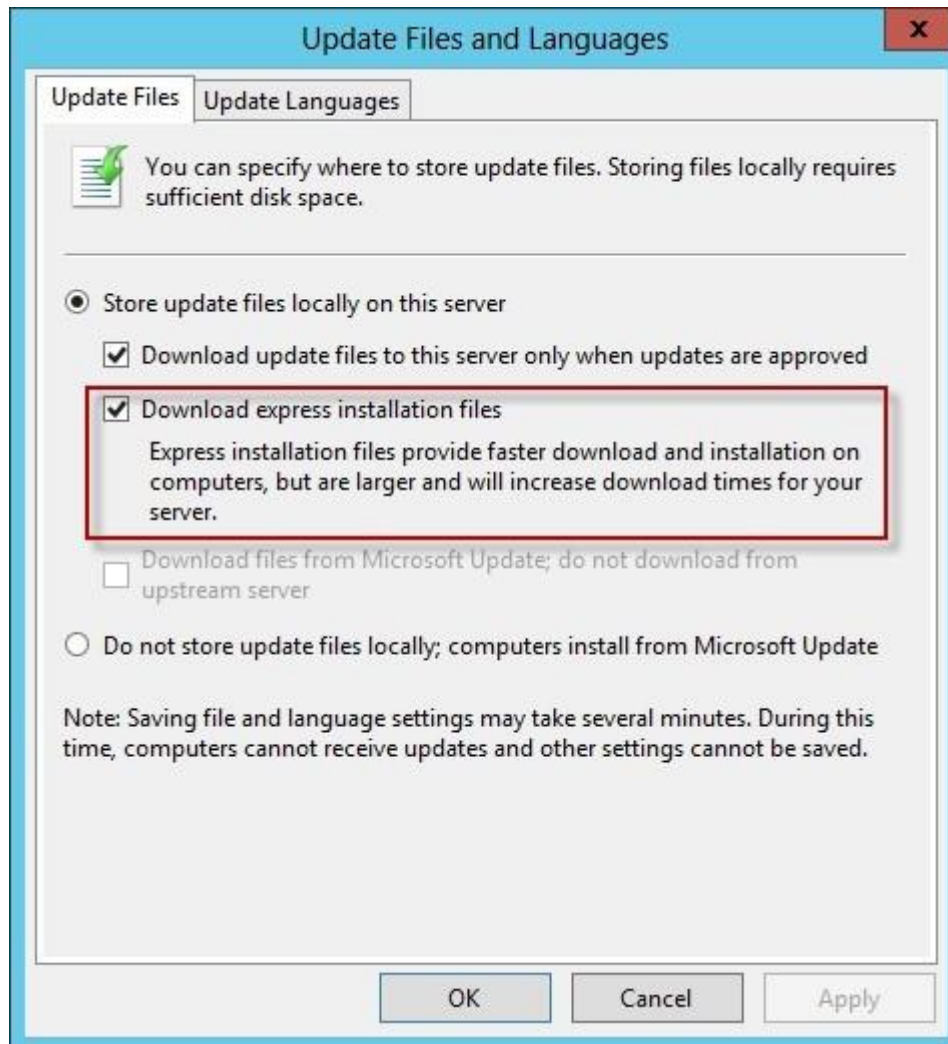 Update Files and Languages
x
Update Files
Update Languages
You can specify where to store update files. Storing files locally requires
sufficient disk space.
Store update files locally on this server
Download update files to this server only when updates are approved
Download express installation files
Express installation files provide faster download and installation on
computers, but are larger and will increase download times for your
server.
Download files from Microsoft Update; do not download from
upstream server
Do not store update files locally; computers install from Microsoft Update
Note: Saving file and language settings may take several minutes. During this
time, computers cannot receive updates and other settings cannot be saved.
OK
Cancel
Apply